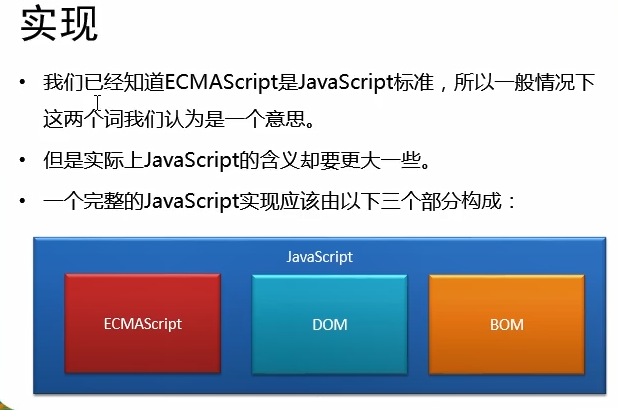 实现
• 我们已经知道ECMAScript是JavaScript标准，所以一般情况下
这两个词我们认为是一个意思。
• 但是实际上JavaScript的含义却要更大一些。
• 一个完整的JavaScript实现应该由以下三个部分构成：
JavaScript
ECMAScript
DOM
BOM